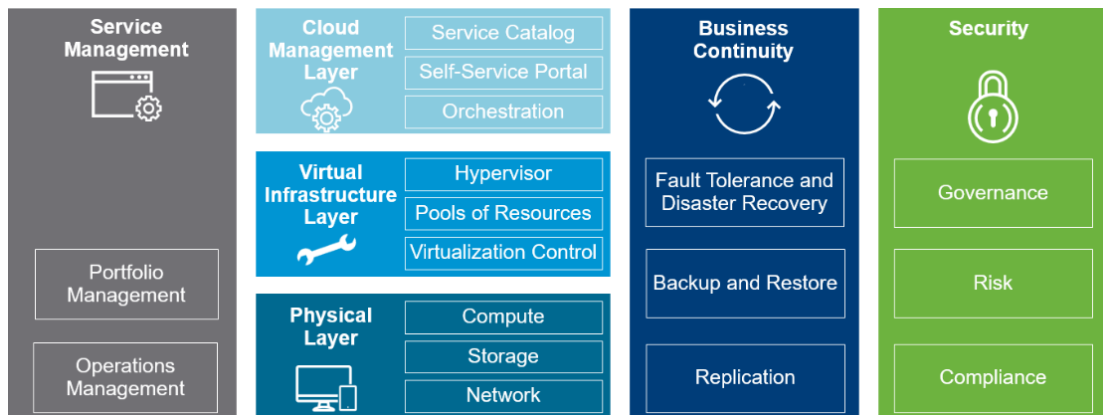 Service
Management
Portfolio
Management
Operations
Management
Cloud
Management
Layer
Service Catalog
Self-Service Portal
Orchestration
Virtual
Infrastructure
Layer
Hypervisor
Pools of Resources
Virtualization Control
Physical
Layer
Compute
Storage
Network
Business
Continuity
Fault Tolerance and
Disaster Recovery
Backup and Restore
Replication
Security
Governance
Risk
Compliance